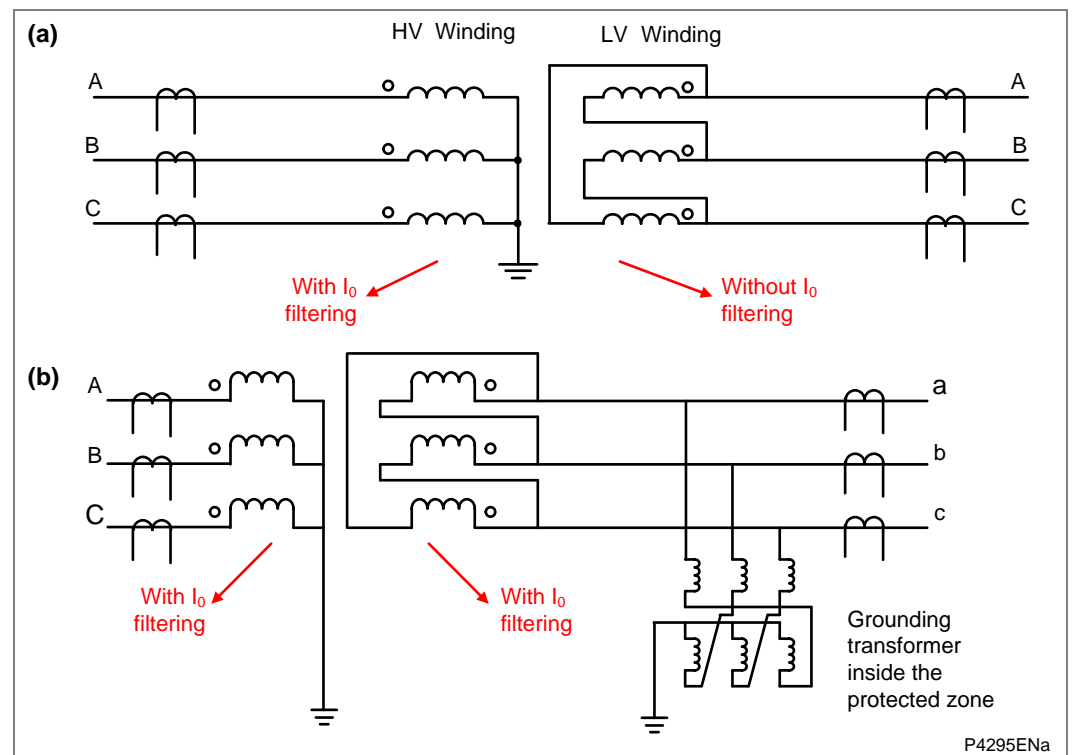 (a)
HV Winding
LV Winding
A
A
B
B
C
C
With I₀
filtering
Without I₀
filtering
(b)
A
a
B
b
C
c
With I₀
filtering
With I₀
filtering
Grounding
transformer
inside the
protected zone
P4295ENa